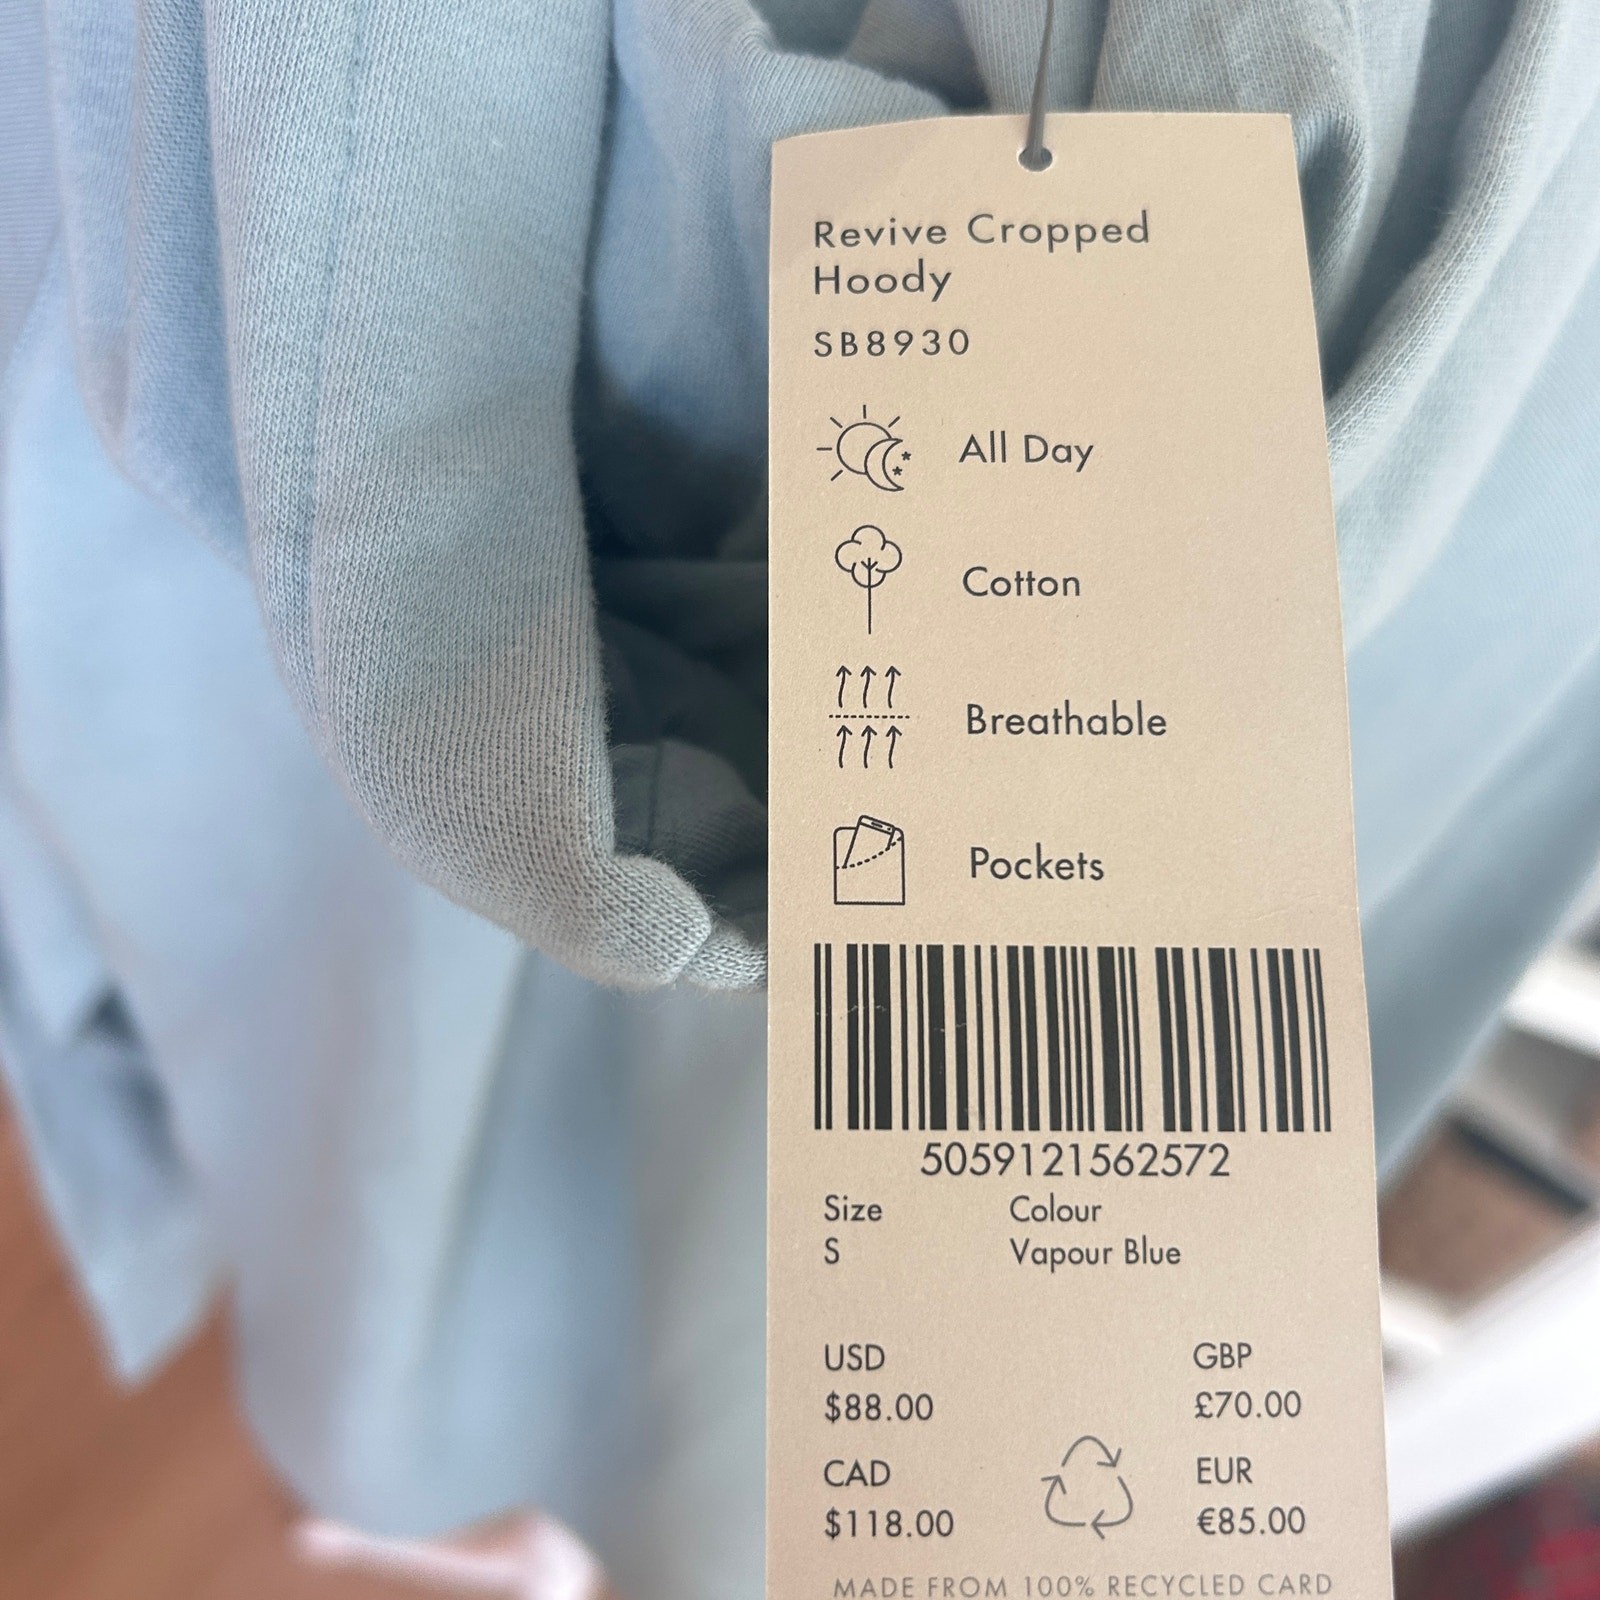 Revive Cropped
Hoody
SB8930
All Day
Cotton
Breathable
Pockets
5059121562572
Size Colour
S Vapour Blue
USD GBP
$88.00 £70.00
CAD EUR
$118.00 €85.00
MADE FROM 100% RECYCLED CARD